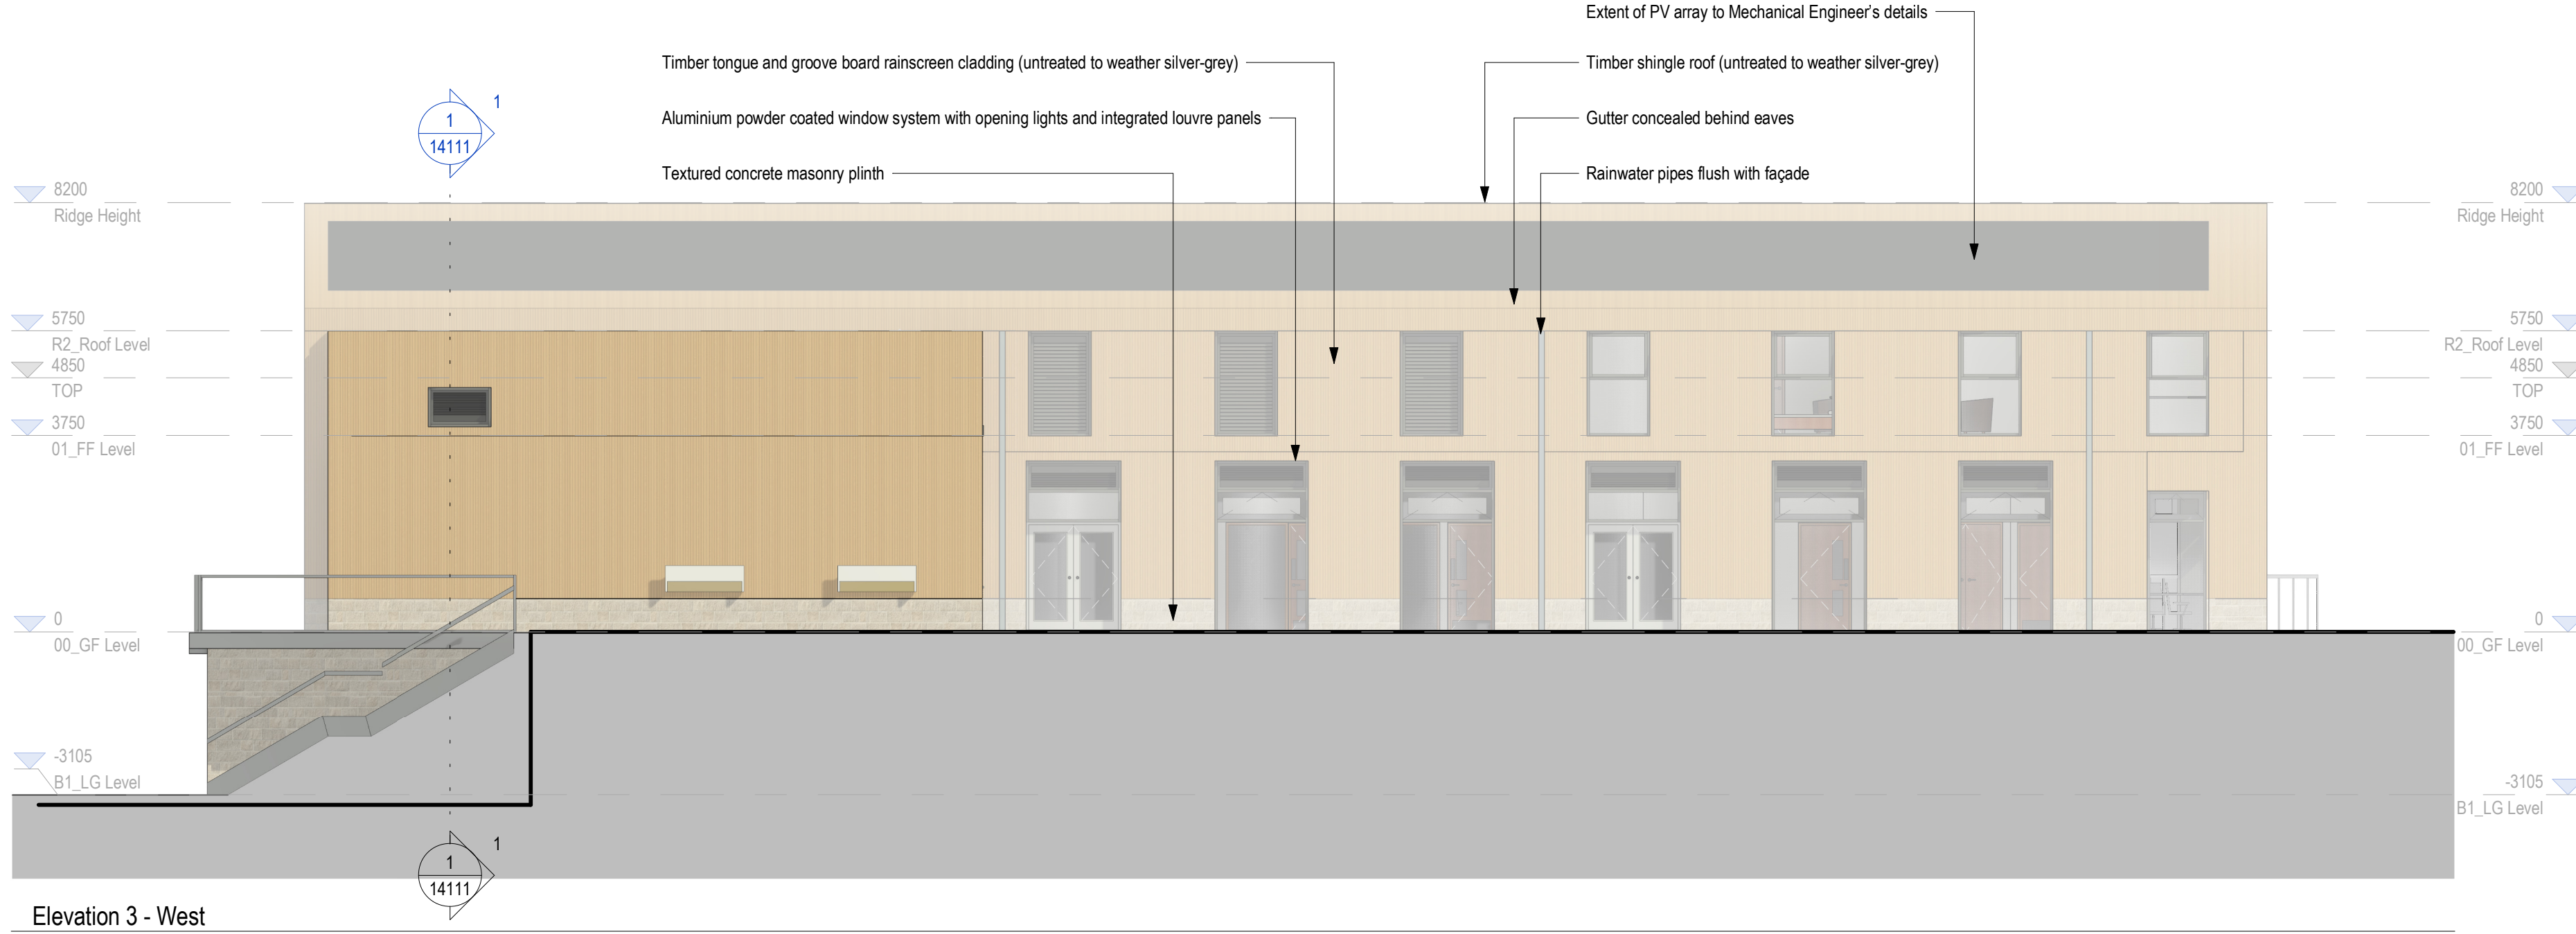 Extent of PV array to Mechanical Engineer's details
Timber tongue and groove board rainscreen cladding (untreated to weather silver-grey)
Timber shingle roof (untreated to weather silver-grey)
1
1
14111
Aluminium powder coated window system with opening lights and integrated louvre panels
Gutter concealed behind eaves
Textured concrete masonry plinth
Rainwater pipes flush with façade
8200
Ridge Height
8200
Ridge Height
5750
R2_Roof Level
5750
R2_Roof Level
4850
TOP
4850
TOP
3750
01_FF Level
3750
01_FF Level
0
00_GF Level
0
00_GF Level
-3105
B1_LG Level
-3105
B1_LG Level
1
1
14111
Elevation 3 - West